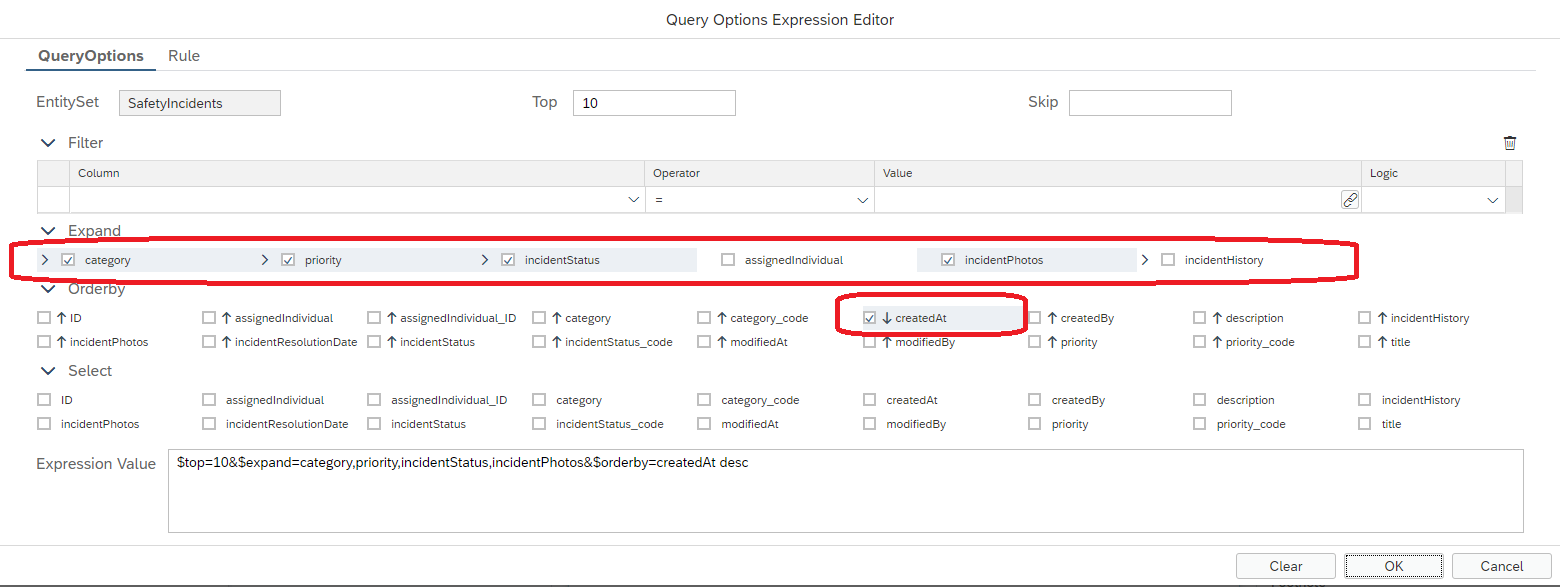 Query Options Expression Editor
QueryOptions Rule
EntitySet SafetyIncidents Top 10 Skip
Filter
Column Operator Value Logic
=
Expand
category priority incidentStatus assignedIndividual incidentPhotos incidentHistory
Orderby
ID assignedIndividual assignedIndividual_ID category category_code createdAt createdBy description incidentHistory
incidentPhotos incidentResolutionDate incidentStatus incidentStatus_code modifiedAt modifiedBy priority priority_code title
Select
ID assignedIndividual assignedIndividual_ID category category_code createdAt createdBy description incidentHistory
incidentPhotos incidentResolutionDate incidentStatus incidentStatus_code modifiedAt modifiedBy priority priority_code title
Expression Value $top=10&$expand=category,priority,incidentStatus,incidentPhotos&$orderby=createdAt desc
Clear OK Cancel